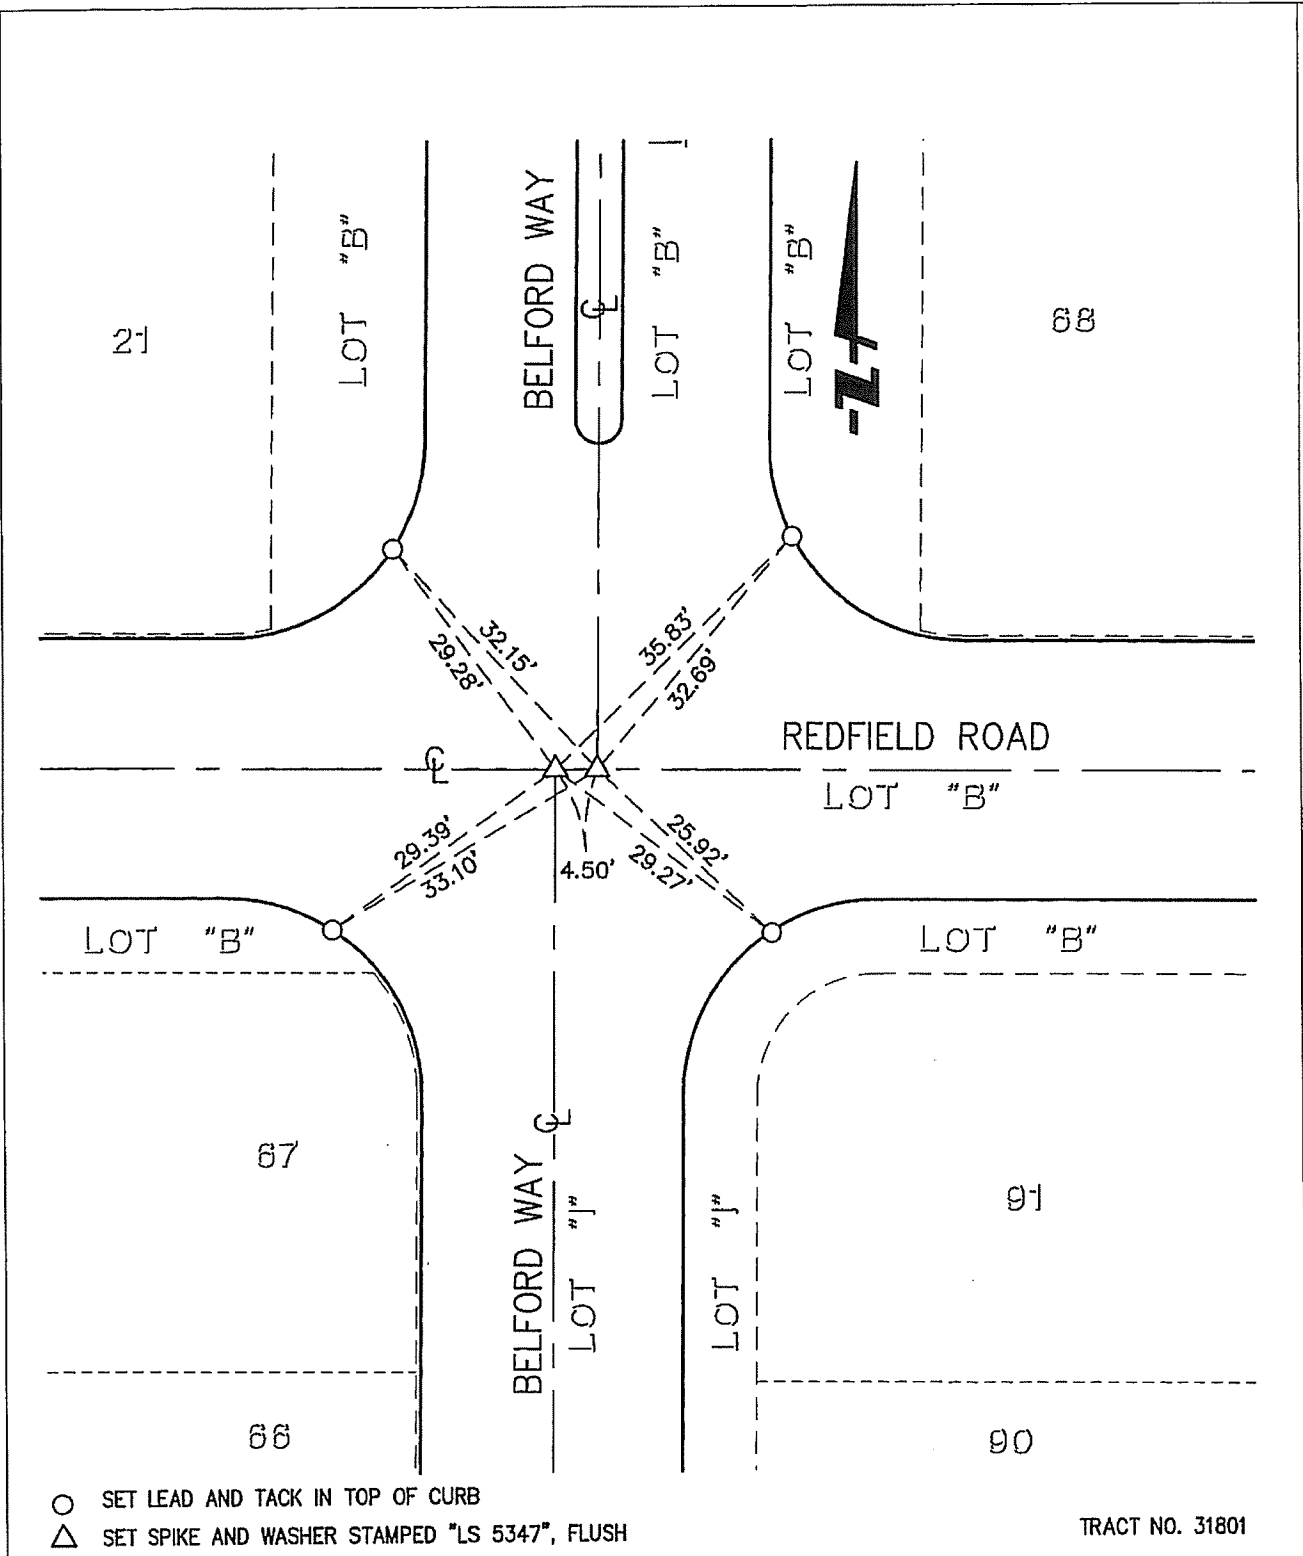 BELFORD WAY
LOT "B"
LOT "B"
LOT "B"
21
68
N
32.15'
29.28'
35.83'
32.69'
REDFIELD ROAD
LOT "B"
29.39'
33.10'
4.50'
25.92'
29.27'
LOT "B"
LOT "B"
67
BELFORD WAY
LOT "J"
LOT "J"
91
66
90
SET LEAD AND TACK IN TOP OF CURB
SET SPIKE AND WASHER STAMPED "LS 5347", FLUSH
TRACT NO. 31801